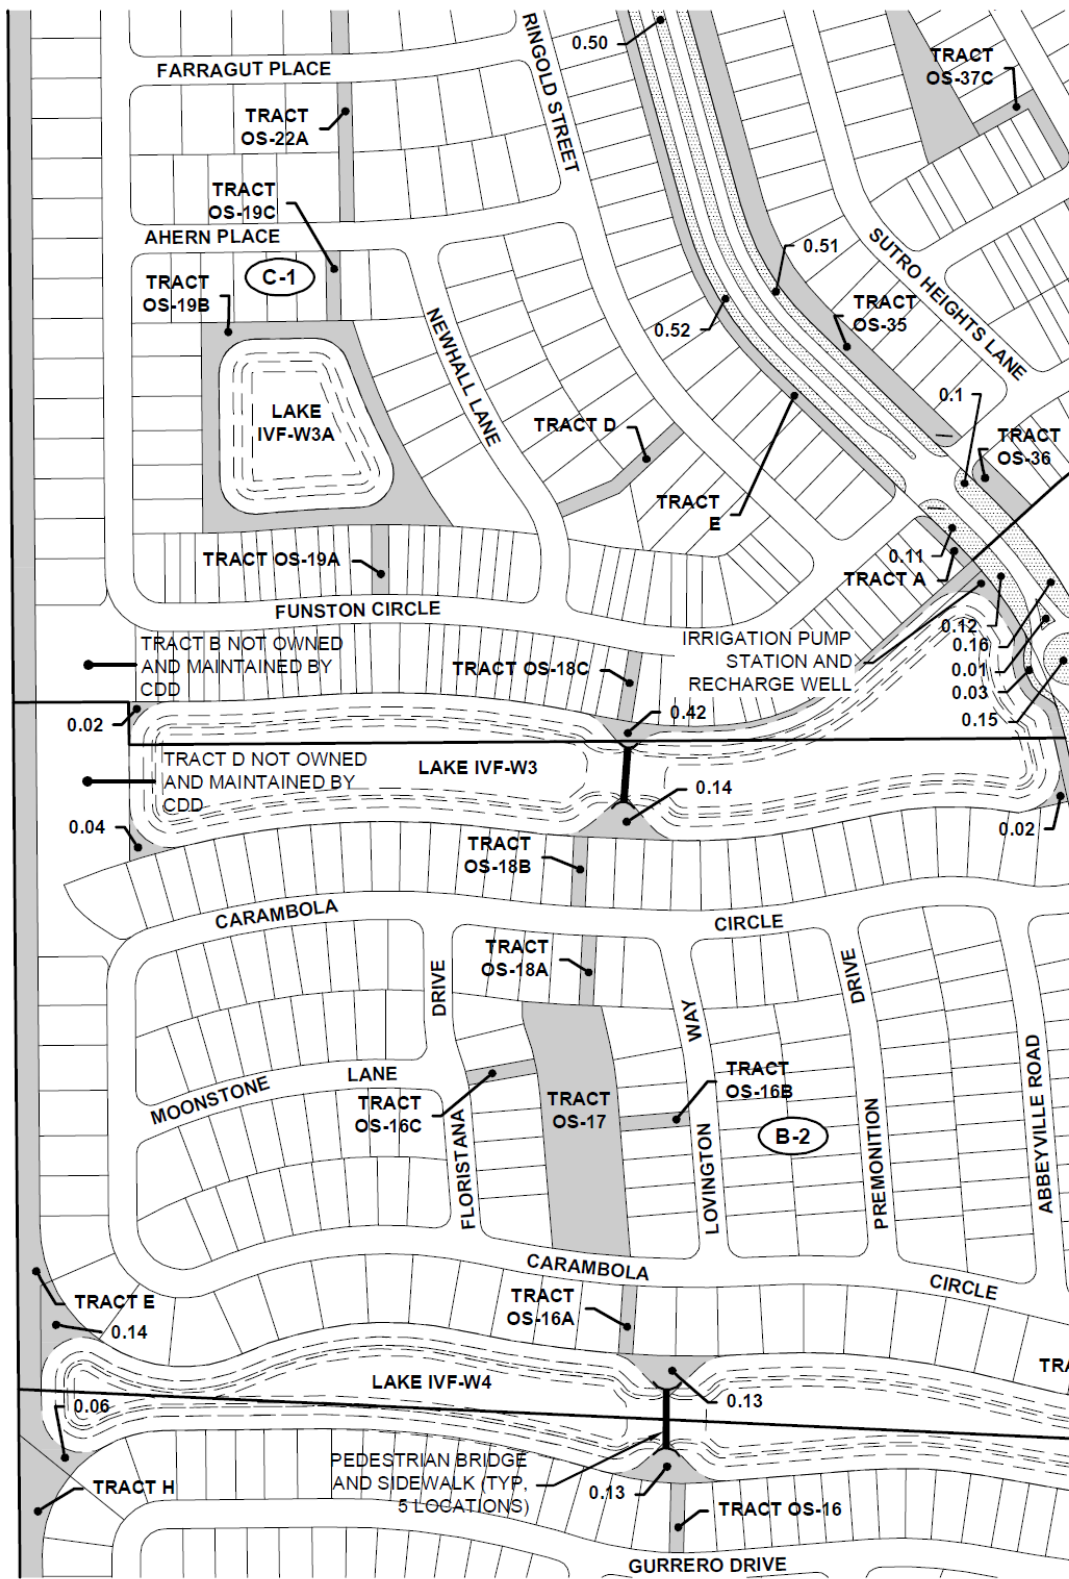 0.50
RINGOLD STREET
TRACT
OS-37C
FARRAGUT PLACE
TRACT
OS-22A
TRACT
OS-19C
AHERN PLACE
C-1
TRACT
OS-19B
0.51
SUTRO HEIGHTS LANE
TRACT
OS-35
0.52
NEWHALL LANE
LAKE
IVF-W3A
TRACT D
0.1
TRACT
OS-36
TRACT
E
TRACT OS-19A
0.11
TRACT A
FUNSTON CIRCLE
TRACT B NOT OWNED
AND MAINTAINED BY
CDD
IRRIGATION PUMP
STATION AND
RECHARGE WELL
0.12
0.16
0.01
0.03
0.15
TRACT OS-18C
0.02
0.42
TRACT D NOT OWNED
AND MAINTAINED BY
CDD
LAKE IVF-W3
0.14
0.04
0.02
TRACT
OS-18B
CARAMBOLA
CIRCLE
TRACT
OS-18A
DRIVE
WAY
DRIVE
MOONSTONE
LANE
TRACT
OS-16C
TRACT
OS-17
TRACT
OS-16B
B-2
FLORISTANA
LOVINGTON
PREMONITION
ABBEYVILLE ROAD
CARAMBOLA
CIRCLE
TRACT E
0.14
TRACT
OS-16A
TRA
LAKE IVF-W4
0.13
0.06
PEDESTRIAN BRIDGE
AND SIDEWALK (TYP,
5 LOCATIONS)
0.13
TRACT H
TRACT OS-16
GURRERO DRIVE